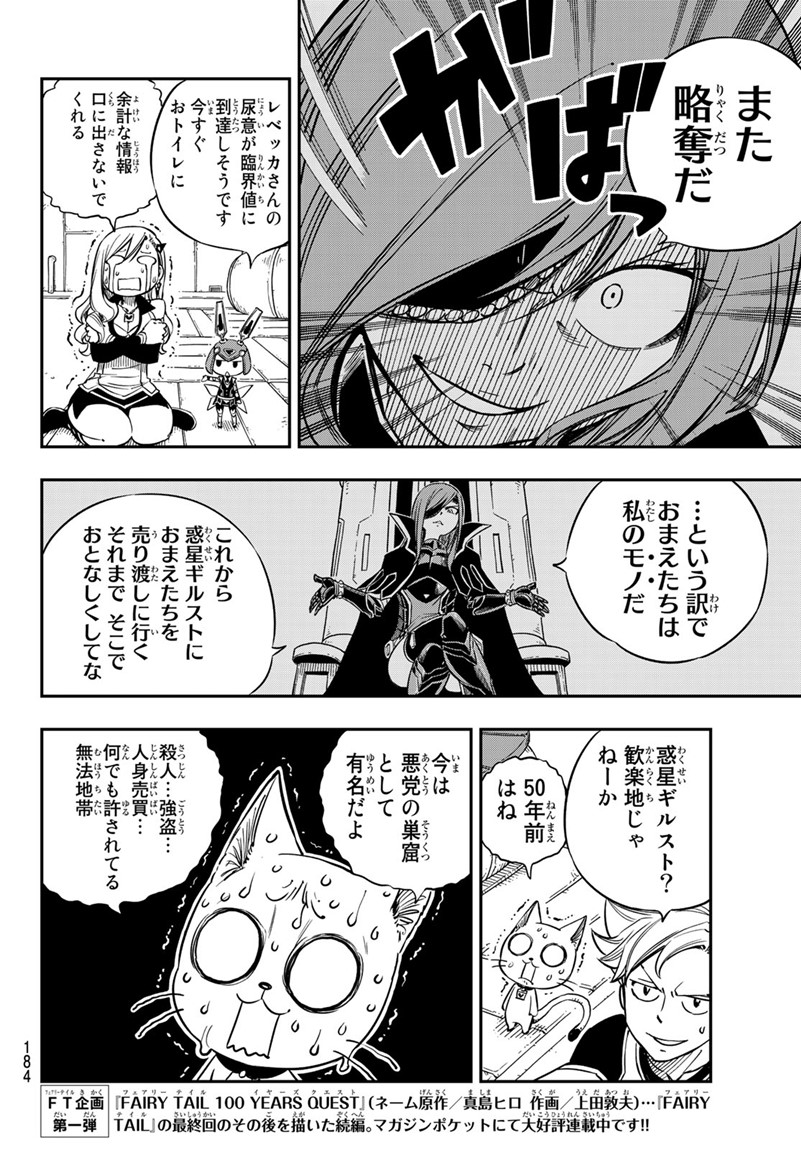 また
略奪だ
がばっ
レベッカさんの
尿意が臨界値に
到達しそうです
今すぐ
おトイレに
余計な情報
口に出さないで
くれる
…という訳で
おまえたちは
私のモノだ
これから
惑星ギルストに
おまえたちを
売り渡しに行く
それまで そこで
おとなしくしてな
惑星ギルスト?
歓楽地じゃ
ねーか
50年前
はね
今は
悪党の巣窟
として
有名だよ
殺人…強盗…
人身売買…
何でも許されてる
無法地帯
184
FT企画
第一弾
『FAIRY TAIL 100 YEARS QUEST』(ネーム原作/真島ヒロ 作画/上田敦夫)…『FAIRY
TAIL』の最終回のその後を描いた続編。マガジンポケットにて大好評連載中です!!